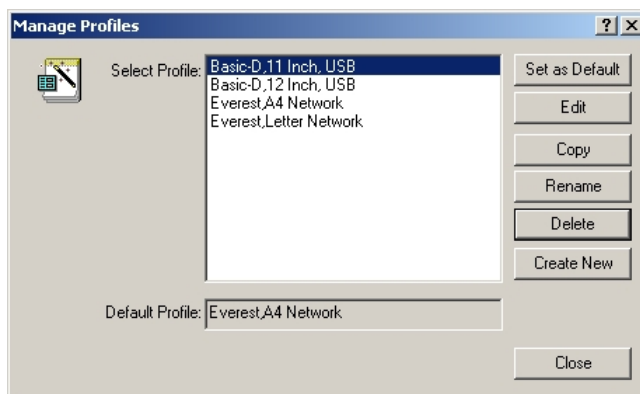 Manage Profiles
Select Profile:
Basic-D,11 Inch, USB
Basic-D,12 Inch, USB
Everest,A4 Network
Everest,Letter Network
Set as Default
Edit
Copy
Rename
Delete
Create New
Default Profile: Everest,A4 Network
Close